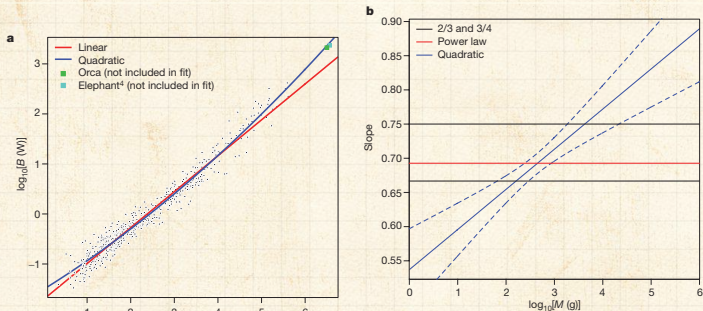 a
Linear
Quadratic
Orca (not included in fit)
Elephant⁴ (not included in fit)
log₁₀[B (W)]
3
2
1
0
–1
1 2 3 4 5 6
b
2/3 and 3/4
Power law
Quadratic
Slope
0.90
0.85
0.80
0.75
0.70
0.65
0.60
0.55
0 1 2 3 4 5 6
log₁₀[M (g)]